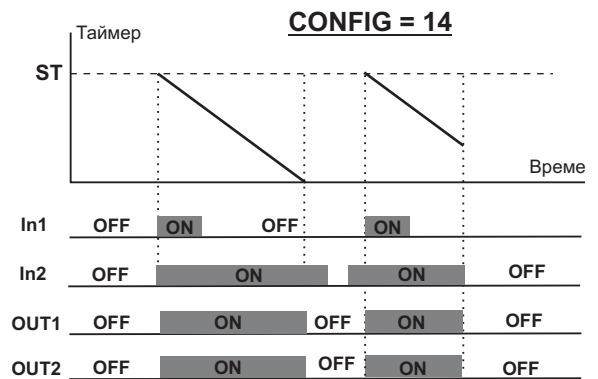 CONFIG = 14
Таймер
ST
Време
In1 OFF ON OFF ON
In2 OFF ON ON OFF
OUT1 OFF ON OFF ON OFF
OUT2 OFF ON OFF ON OFF